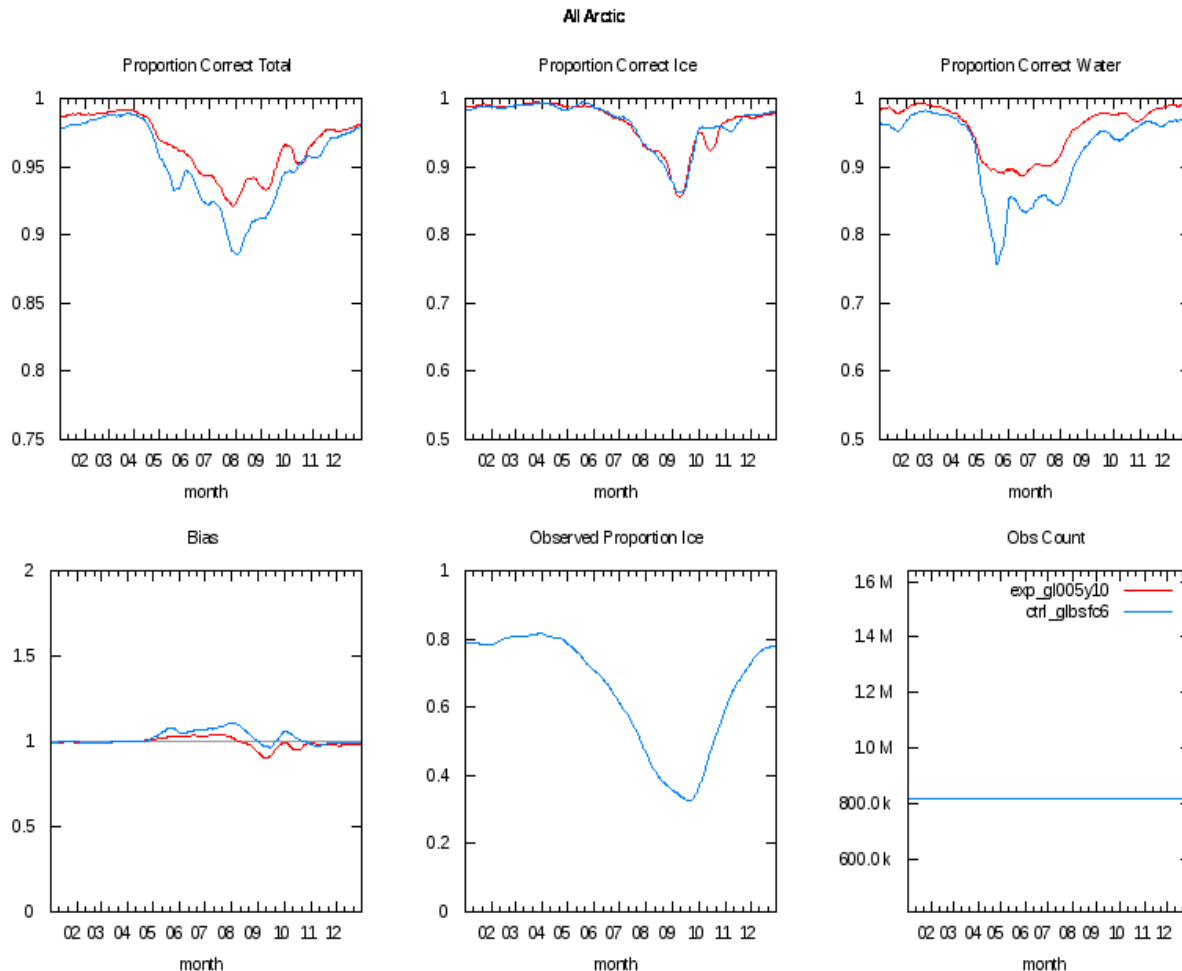 All Arctic
Proportion Correct Total
1
0.95
0.9
0.85
0.8
0.75
02 03 04 05 06 07 08 09 10 11 12
month
Proportion Correct Ice
1
0.9
0.8
0.7
0.6
0.5
02 03 04 05 06 07 08 09 10 11 12
month
Proportion Correct Water
1
0.9
0.8
0.7
0.6
0.5
02 03 04 05 06 07 08 09 10 11 12
month
Bias
2
1.5
1
0.5
0
02 03 04 05 06 07 08 09 10 11 12
month
Observed Proportion Ice
1
0.8
0.6
0.4
0.2
0
02 03 04 05 06 07 08 09 10 11 12
month
Obs Count
1.6 M
1.4 M
1.2 M
1.0 M
800.0 k
600.0 k
exp_gl005y10
ctrl_glbsfc6
02 03 04 05 06 07 08 09 10 11 12
month